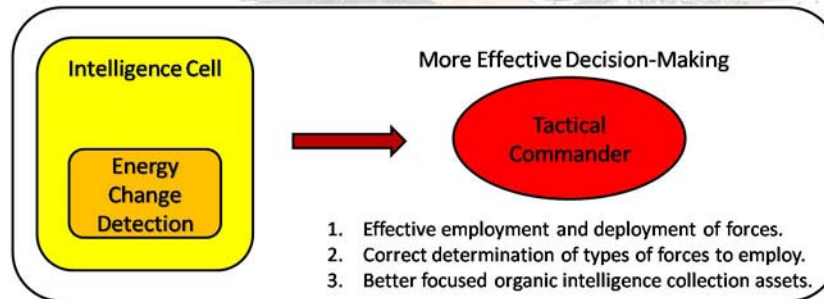 Intelligence Cell
Energy
Change
Detection
More Effective Decision-Making
Tactical
Commander
1. Effective employment and deployment of forces.
2. Correct determination of types of forces to employ.
3. Better focused organic intelligence collection assets.